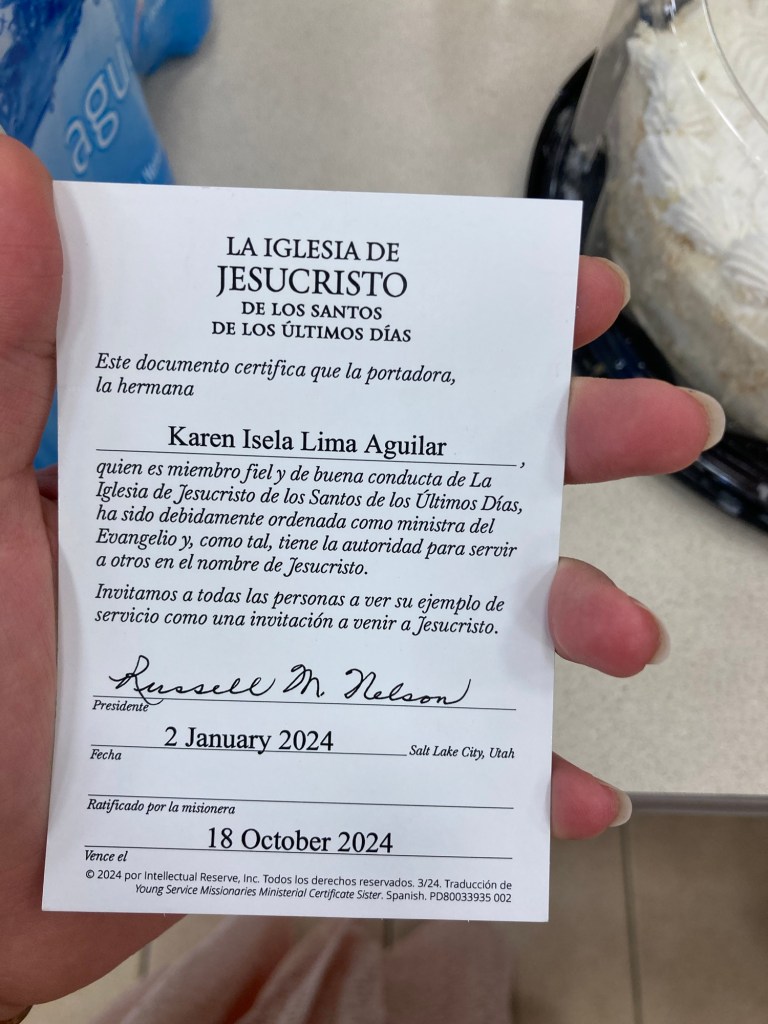 agu
LA IGLESIA DE
JESUCRISTO
DE LOS SANTOS
DE LOS ÚLTIMOS DÍAS
Este documento certifica que la portadora,
la hermana
Karen Isela Lima Aguilar,
quien es miembro fiel y de buena conducta de La
Iglesia de Jesucristo de los Santos de los Últimos Días,
ha sido debidamente ordenada como ministra del
Evangelio y, como tal, tiene la autoridad para servir
a otros en el nombre de Jesucristo.
Invitamos a todas las personas a ver su ejemplo de
servicio como una invitación a venir a Jesucristo.
Russell M. Nelson
Presidente
2 January 2024
Fecha
Salt Lake City, Utah
Ratificado por la misionera
18 October 2024
Vence el
© 2024 por Intellectual Reserve, Inc. Todos los derechos reservados. 3/24. Traducción de
Young Service Missionaries Ministerial Certificate Sister. Spanish. PD80033935 002